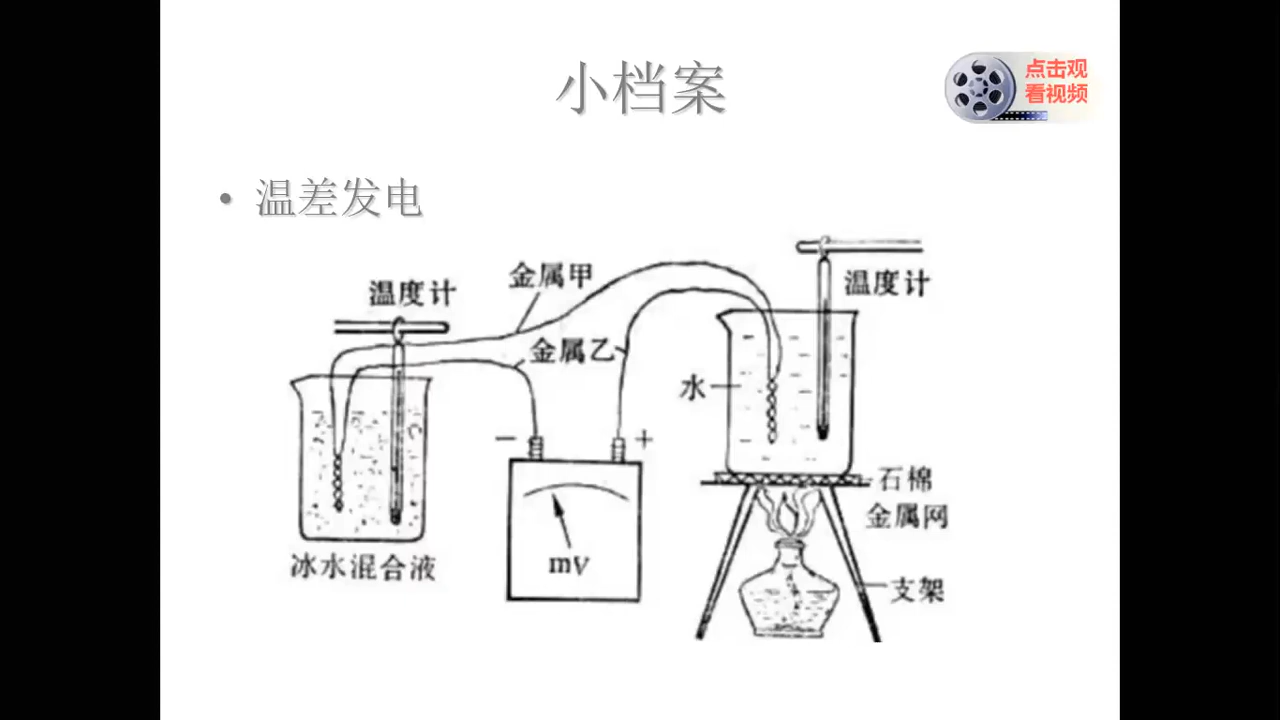 小档案
点击观
看视频
• 温差发电
温度计
金属甲
温度计
金属乙
水
− +
mV
石棉
金属网
冰水混合液
支架